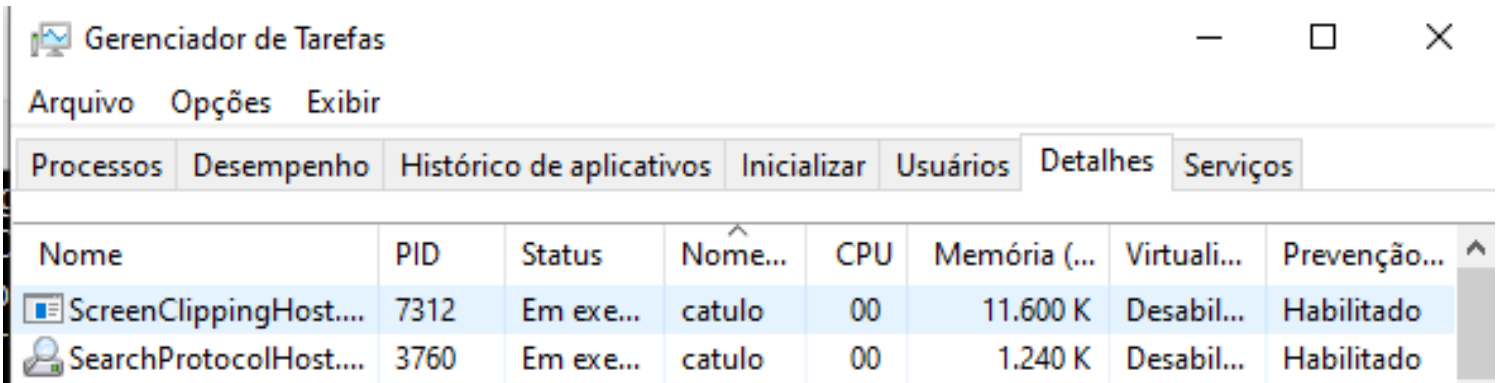 Gerenciador de Tarefas
Arquivo Opções Exibir
Processos Desempenho Histórico de aplicativos Inicializar Usuários Detalhes Serviços
Nome PID Status Nome... CPU Memória (... Virtuali... Prevenção...
ScreenClippingHost.... 7312 Em exe... catulo 00 11.600 K Desabil... Habilitado
SearchProtocolHost.... 3760 Em exe... catulo 00 1.240 K Desabil... Habilitado